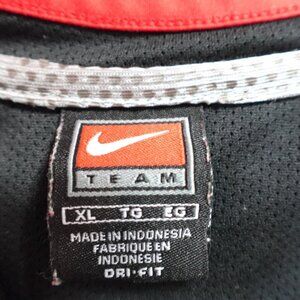 TEAM
XL TG EG
MADE IN INDONESIA
FABRIQUE EN
INDONESIE
DRI-FIT